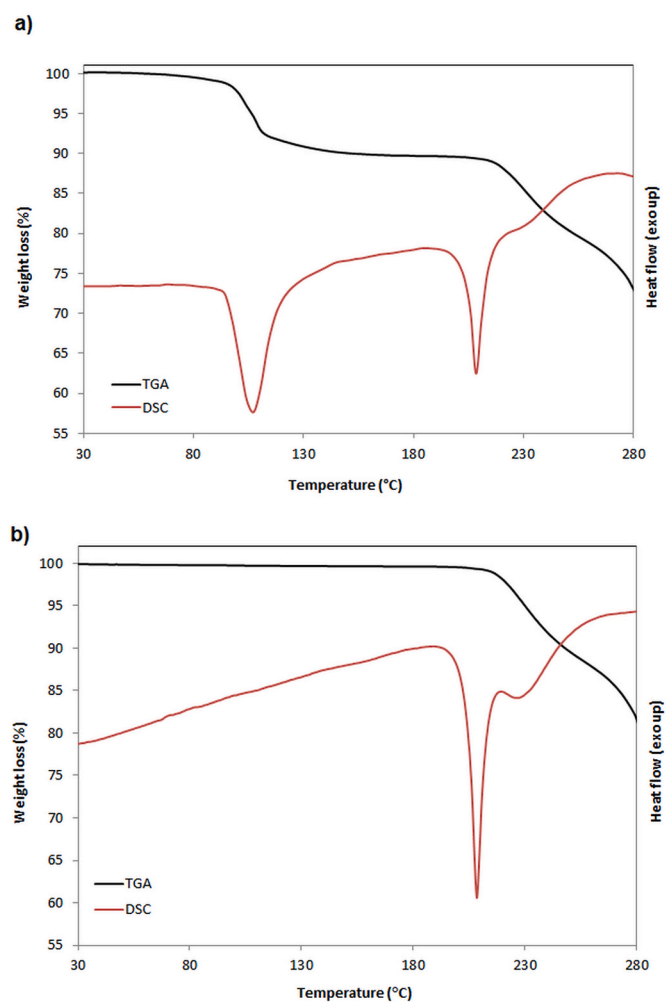 a)
100
95
90
85
80
75
70
65
60
55
Weight loss (%)
Heat flow (exo up)
TGA
DSC
30 80 130 180 230 280
Temperature (°C)
b)
100
95
90
85
80
75
70
65
60
55
Weight loss (%)
Heat flow (exo up)
TGA
DSC
30 80 130 180 230 280
Temperature (°C)